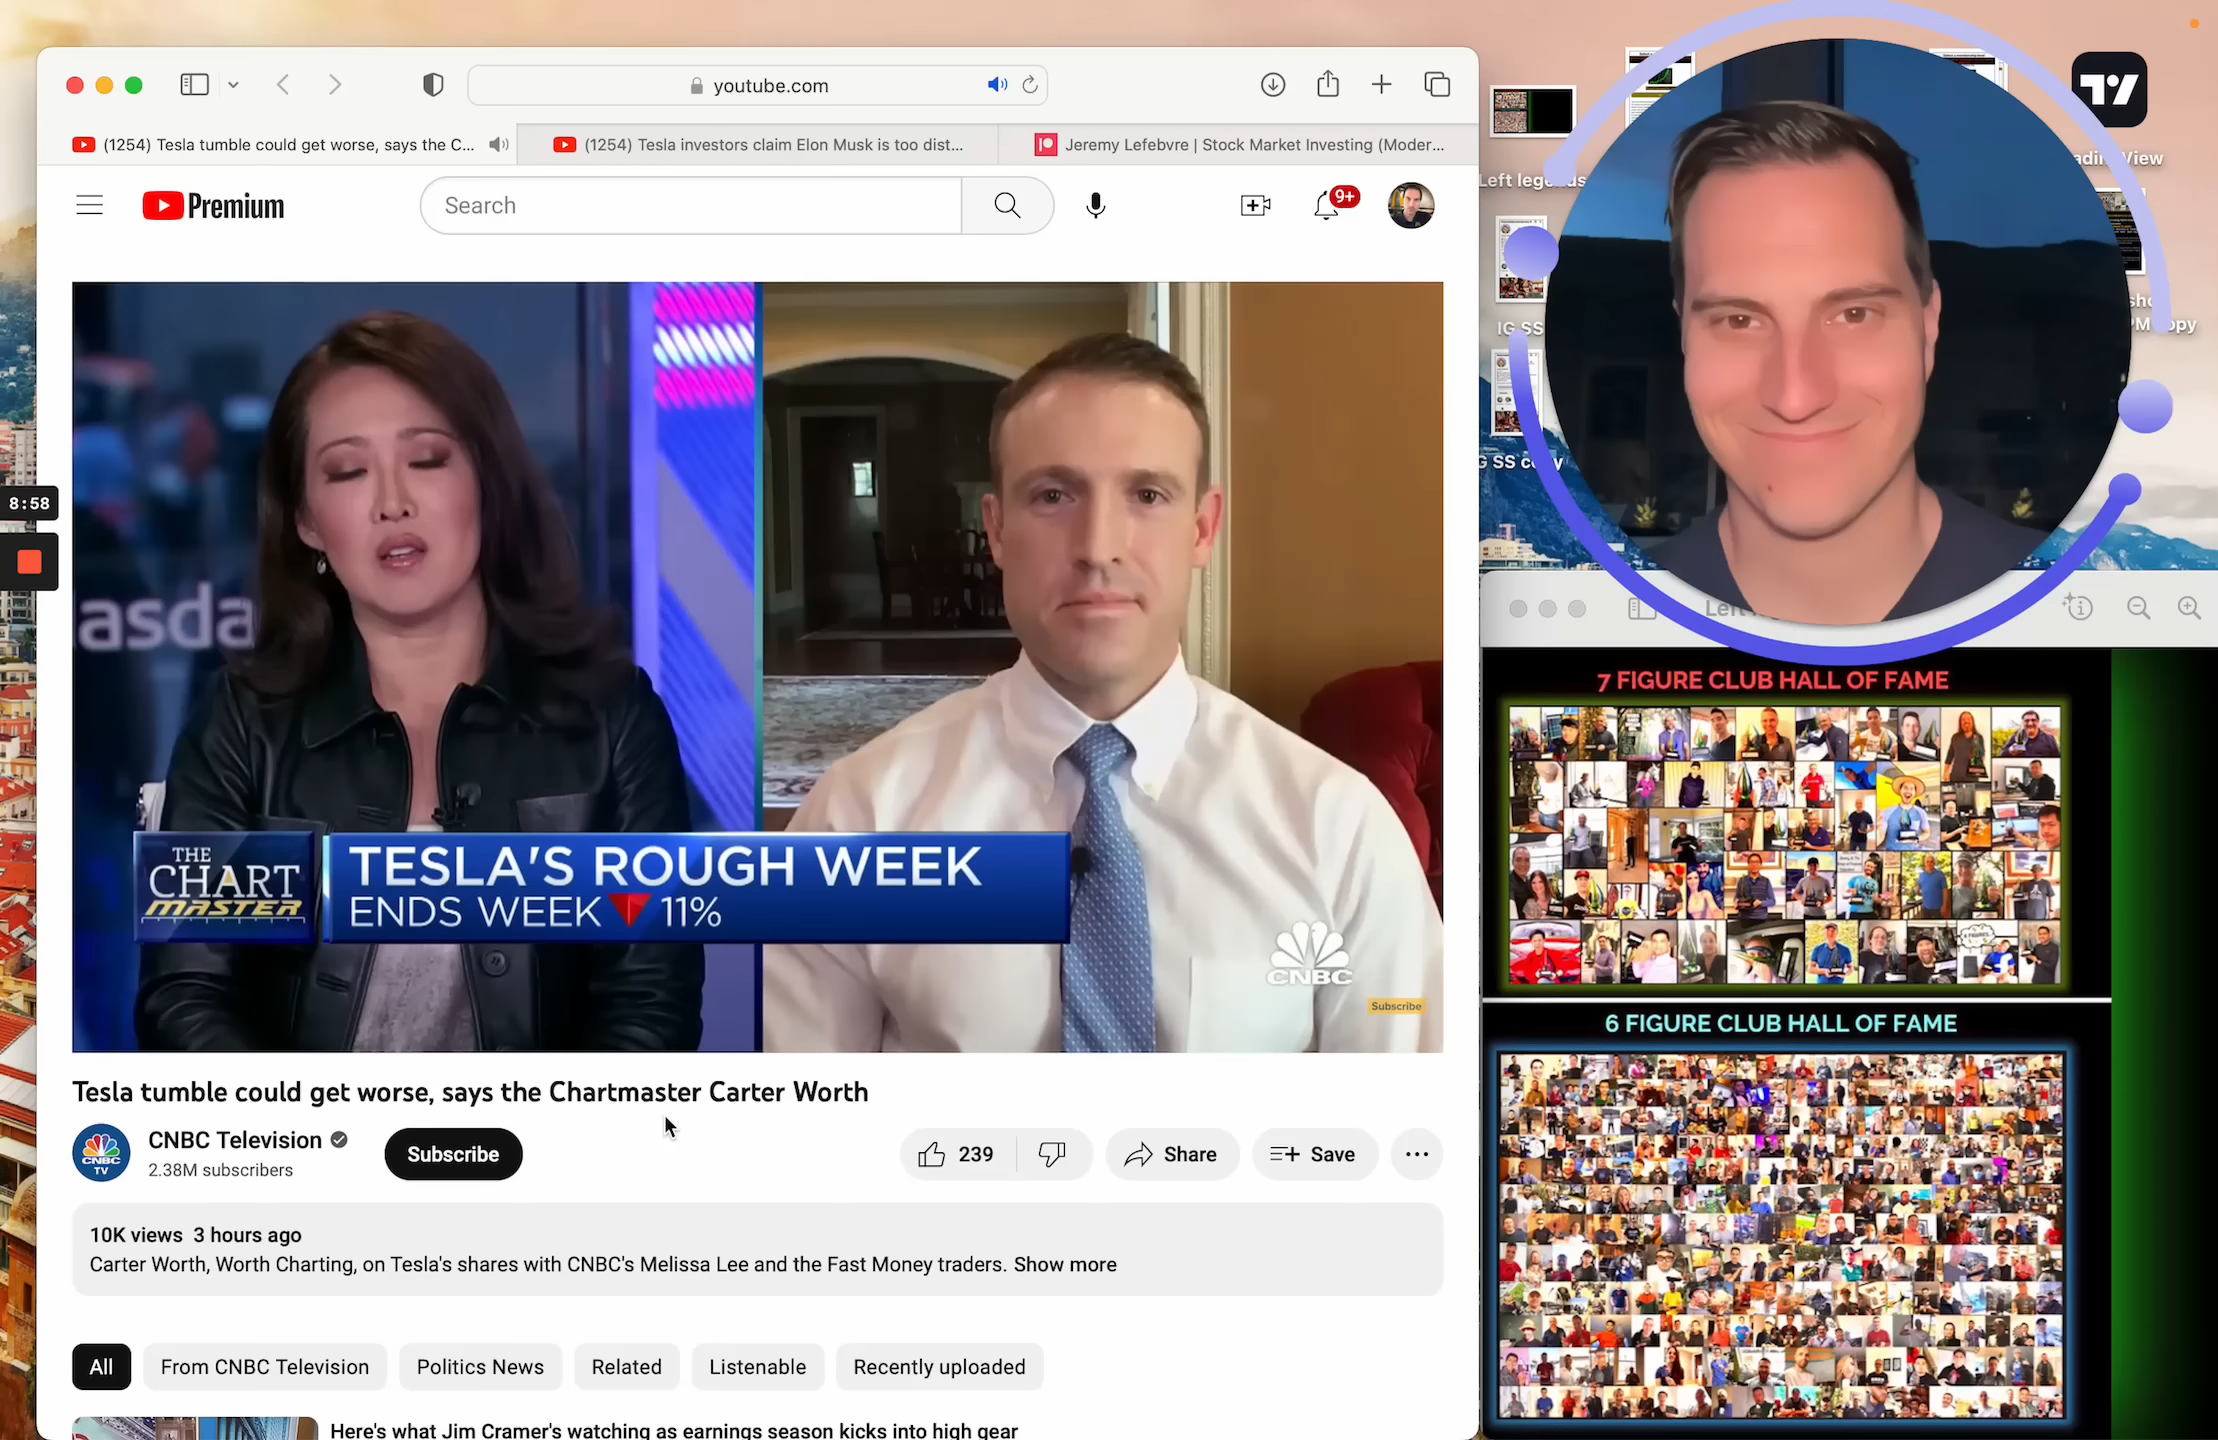 youtube.com
(1254) Tesla tumble could get worse, says the C...
(1254) Tesla investors claim Elon Musk is too dist...
Jeremy Lefebvre | Stock Market Investing (Moder...
Premium
Search
9+
8:58
asda
THE
CHART
MASTER
TESLA'S ROUGH WEEK
ENDS WEEK ▼ 11%
CNBC
Subscribe
Tesla tumble could get worse, says the Chartmaster Carter Worth
CNBC
TV
CNBC Television
2.38M subscribers
Subscribe
239
Share
Save
10K views 3 hours ago
Carter Worth, Worth Charting, on Tesla's shares with CNBC's Melissa Lee and the Fast Money traders. Show more
All
From CNBC Television
Politics News
Related
Listenable
Recently uploaded
Here's what Jim Cramer's watching as earnings season kicks into high gear
IG SS
7 FIGURE CLUB HALL OF FAME
6 FIGURE CLUB HALL OF FAME